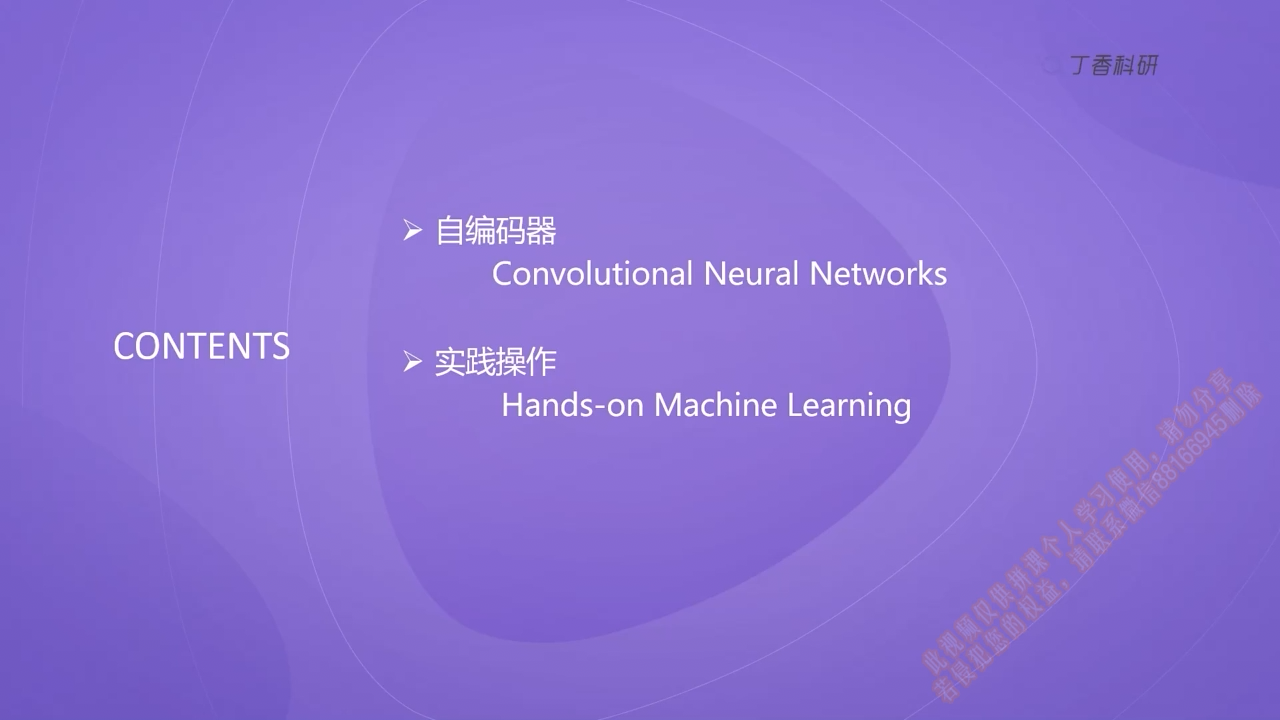 丁香科研
➢ 自编码器
Convolutional Neural Networks
CONTENTS
➢ 实践操作
Hands-on Machine Learning
此视频仅供拼课个人学习使用，请勿分享
若侵犯您的权益，请联系微信88166945删除